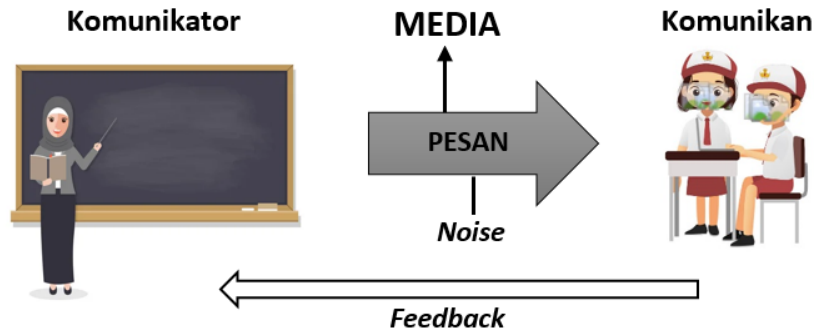 Komunikator
MEDIA
Komunikan
PESAN
Noise
Feedback